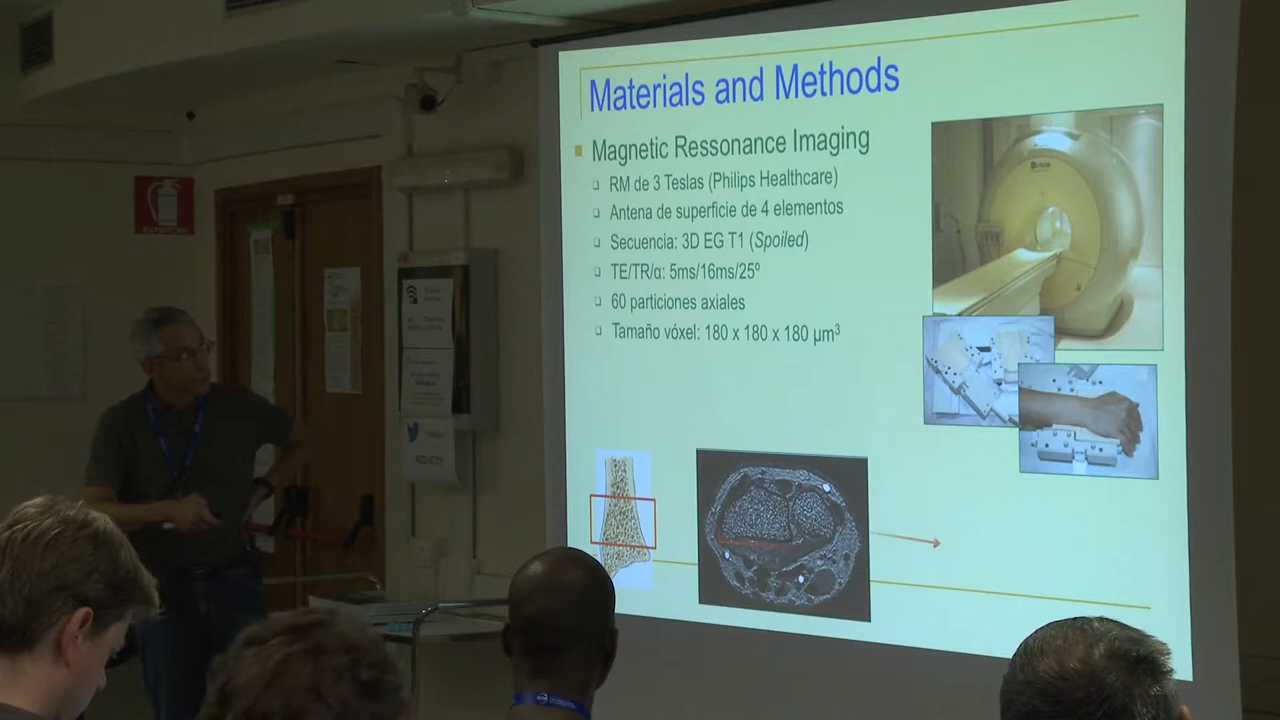 Materials and Methods
Magnetic Ressonance Imaging
RM de 3 Teslas (Philips Healthcare)
Antena de superficie de 4 elementos
Secuencia: 3D EG T1 (Spoiled)
TE/TR/α: 5ms/16ms/25º
60 particiones axiales
Tamaño vóxel: 180 x 180 x 180 µm³
ESTINTORE